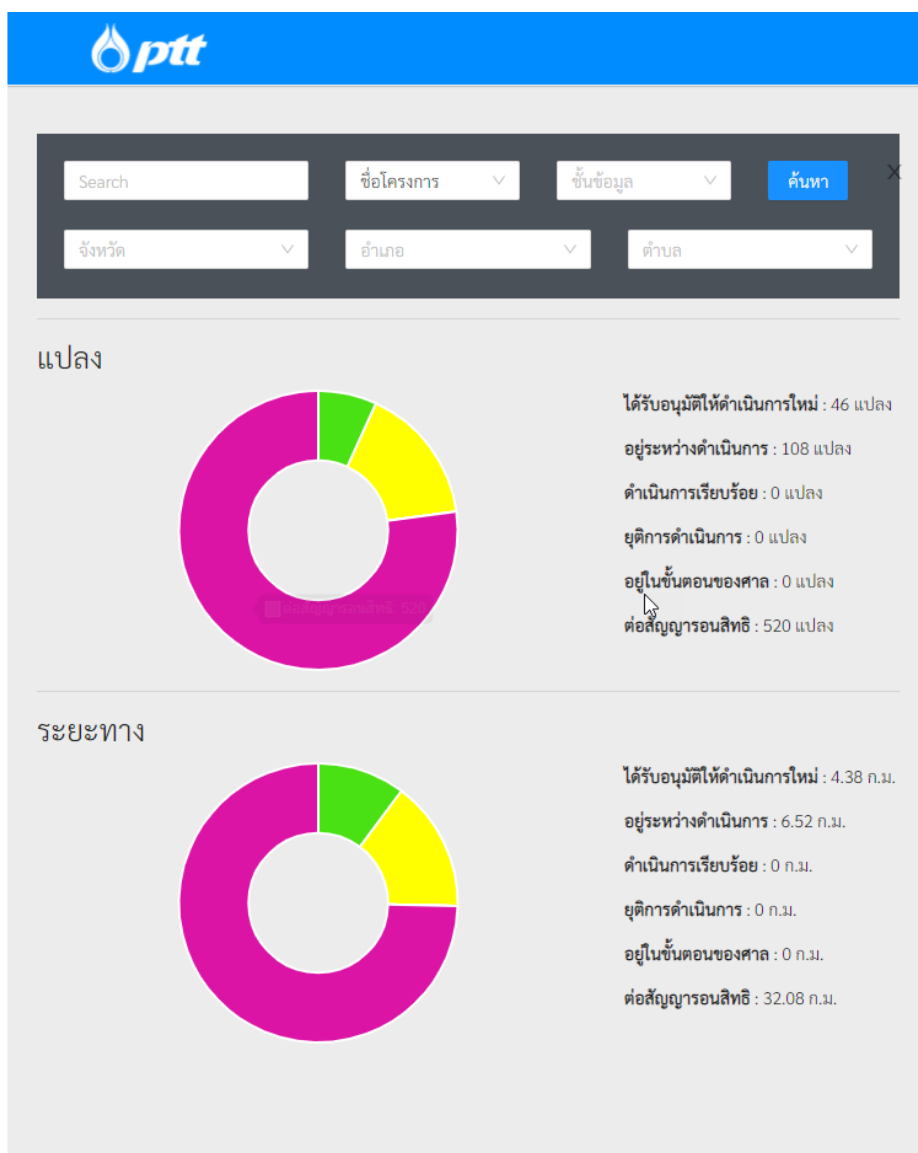 ptt
Search ชื่อโครงการ ชั้นข้อมูล ค้นหา X
จังหวัด อำเภอ ตำบล
แปลง
ได้รับอนุมัติให้ดำเนินการใหม่ : 46 แปลง
อยู่ระหว่างดำเนินการ : 108 แปลง
ดำเนินการเรียบร้อย : 0 แปลง
ยุติการดำเนินการ : 0 แปลง
อยู่ในขั้นตอนของศาล : 0 แปลง
ต่อสัญญารอนสิทธิ: 520
ต่อสัญญารอนสิทธิ : 520 แปลง
ระยะทาง
ได้รับอนุมัติให้ดำเนินการใหม่ : 4.38 ก.ม.
อยู่ระหว่างดำเนินการ : 6.52 ก.ม.
ดำเนินการเรียบร้อย : 0 ก.ม.
ยุติการดำเนินการ : 0 ก.ม.
อยู่ในขั้นตอนของศาล : 0 ก.ม.
ต่อสัญญารอนสิทธิ : 32.08 ก.ม.